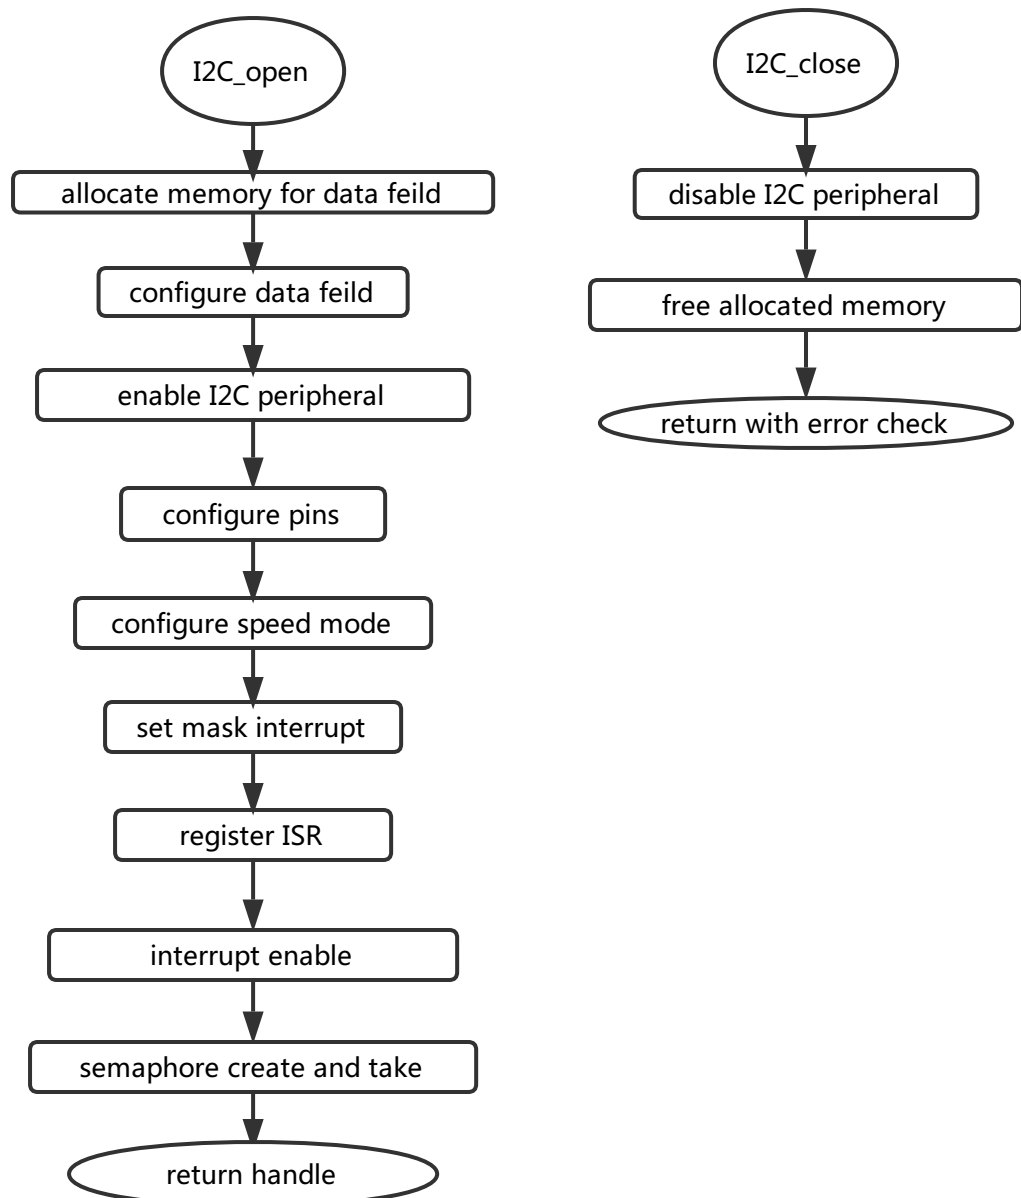 I2C_open
allocate memory for data feild
configure data feild
enable I2C peripheral
configure pins
configure speed mode
set mask interrupt
register ISR
interrupt enable
semaphore create and take
return handle
I2C_close
disable I2C peripheral
free allocated memory
return with error check